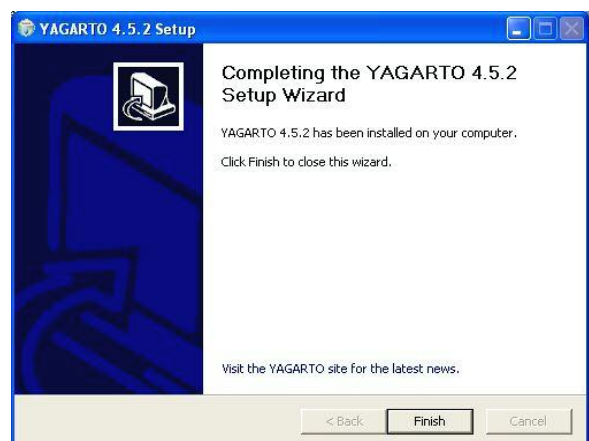 YAGARTO 4.5.2 Setup
Completing the YAGARTO 4.5.2
Setup Wizard
YAGARTO 4.5.2 has been installed on your computer.
Click Finish to close this wizard.
Visit the YAGARTO site for the latest news.
< Back
Finish
Cancel